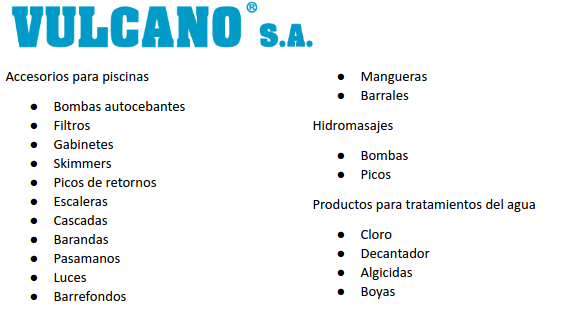 VULCANO® S.A.
Accesorios para piscinas
● Bombas autocebantes
● Filtros
● Gabinetes
● Skimmers
● Picos de retornos
● Escaleras
● Cascadas
● Barandas
● Pasamanos
● Luces
● Barrefondos
● Mangueras
● Barrales
Hidromasajes
● Bombas
● Picos
Productos para tratamientos del agua
● Cloro
● Decantador
● Algicidas
● Boyas